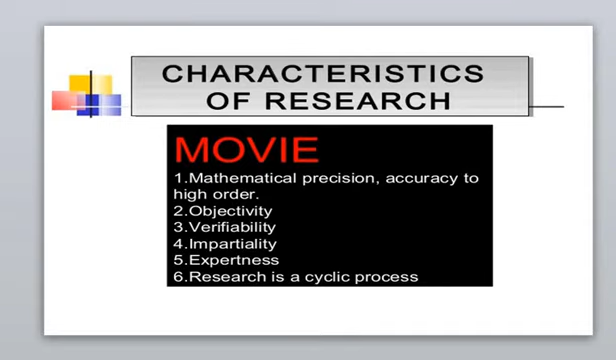 CHARACTERISTICS
OF RESEARCH
MOVIE
1.Mathematical precision, accuracy to
high order.
2.Objectivity
3.Verifiability
4.Impartiality
5.Expertness
6.Research is a cyclic process